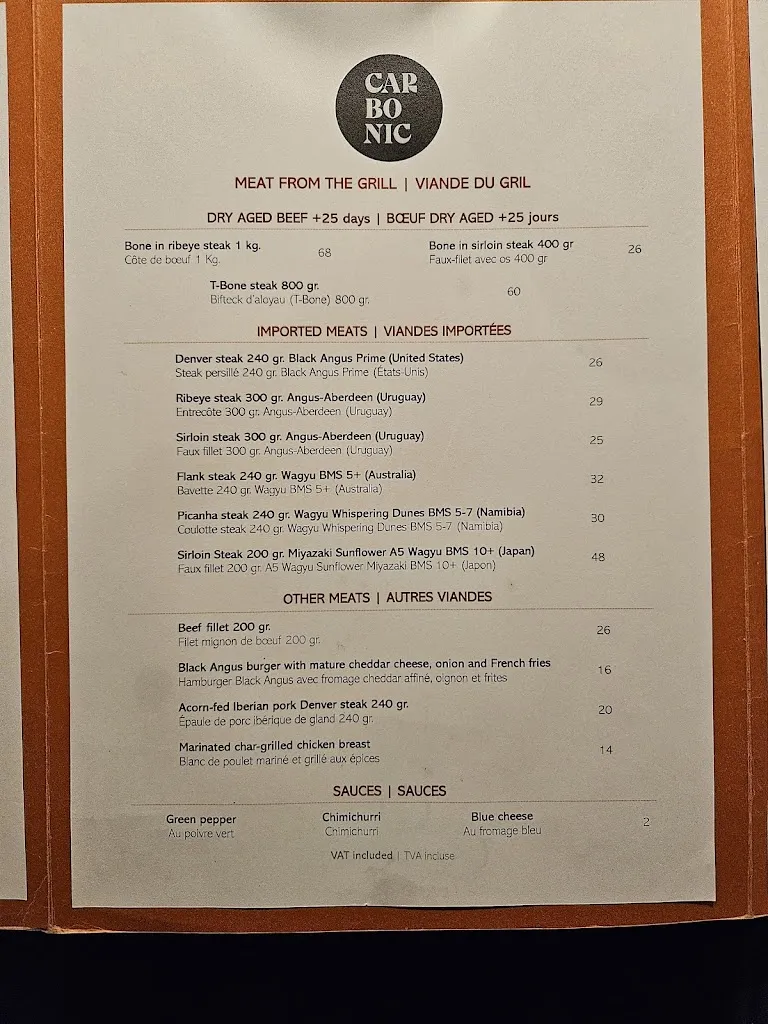 CAR
BO
NIC
MEAT FROM THE GRILL | VIANDE DU GRIL
DRY AGED BEEF +25 days | BŒUF DRY AGED +25 jours
Bone in ribeye steak 1 kg. 68
Côte de bœuf 1 Kg.
Bone in sirloin steak 400 gr 26
Faux-filet avec os 400 gr
T-Bone steak 800 gr. 60
Bifteck d'aloyau (T-Bone) 800 gr.
IMPORTED MEATS | VIANDES IMPORTÉES
Denver steak 240 gr. Black Angus Prime (United States) 26
Steak persillé 240 gr. Black Angus Prime (États-Unis)
Ribeye steak 300 gr. Angus-Aberdeen (Uruguay) 29
Entrecôte 300 gr. Angus-Aberdeen (Uruguay)
Sirloin steak 300 gr. Angus-Aberdeen (Uruguay) 25
Faux fillet 300 gr. Angus-Aberdeen (Uruguay)
Flank steak 240 gr. Wagyu BMS 5+ (Australia) 32
Bavette 240 gr. Wagyu BMS 5+ (Australia)
Picanha steak 240 gr. Wagyu Whispering Dunes BMS 5-7 (Namibia) 30
Coulotte steak 240 gr. Wagyu Whispering Dunes BMS 5-7 (Namibia)
Sirloin Steak 200 gr. Miyazaki Sunflower A5 Wagyu BMS 10+ (Japan) 48
Faux fillet 200 gr. A5 Wagyu Sunflower Miyazaki BMS 10+ (Japon)
OTHER MEATS | AUTRES VIANDES
Beef fillet 200 gr. 26
Filet mignon de bœuf 200 gr.
Black Angus burger with mature cheddar cheese, onion and French fries 16
Hamburger Black Angus avec fromage cheddar affiné, oignon et frites
Acorn-fed Iberian pork Denver steak 240 gr. 20
Épaule de porc ibérique de gland 240 gr.
Marinated char-grilled chicken breast 14
Blanc de poulet mariné et grillé aux épices
SAUCES | SAUCES
Green pepper Chimichurri Blue cheese 2
Au poivre vert Chimichurri Au fromage bleu
VAT included | TVA incluse